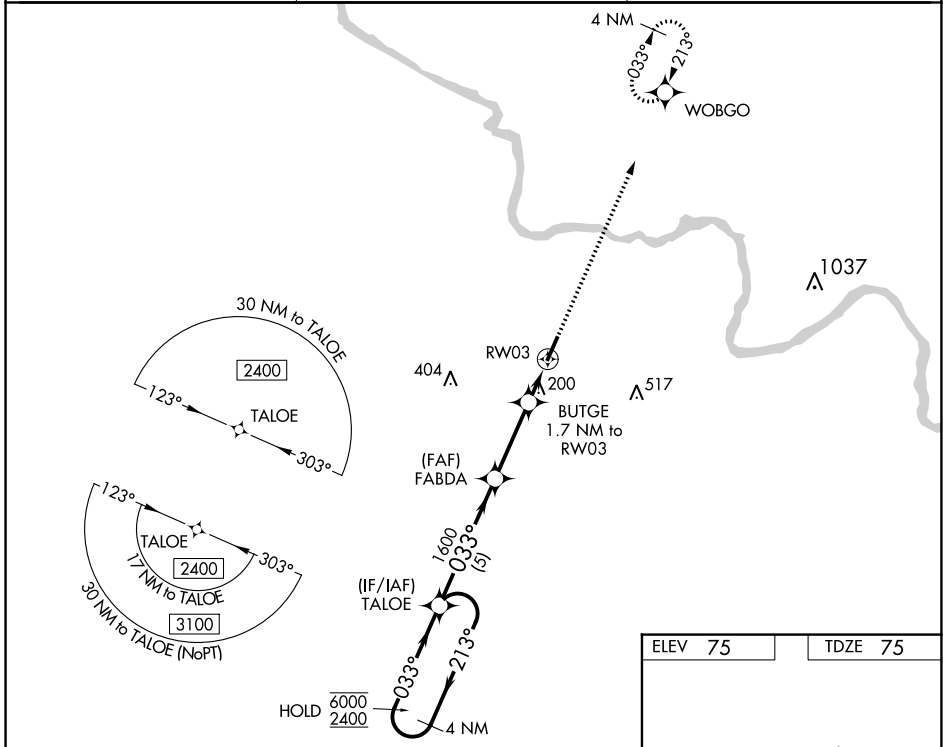 4 NM
033°
213°
WOBGO
1037
30 NM to TALOE
2400
123°
TALOE
303°
RW03
404
200
517
BUTGE
1.7 NM to
RW03
(FAF)
FABDA
1600
033°
(5)
123°
TALOE
303°
2400
17 NM to TALOE
3100
30 NM to TALOE (NoPT)
(IF/IAF)
TALOE
033°
213°
HOLD 6000
2400
4 NM
ELEV 75
TDZE 75